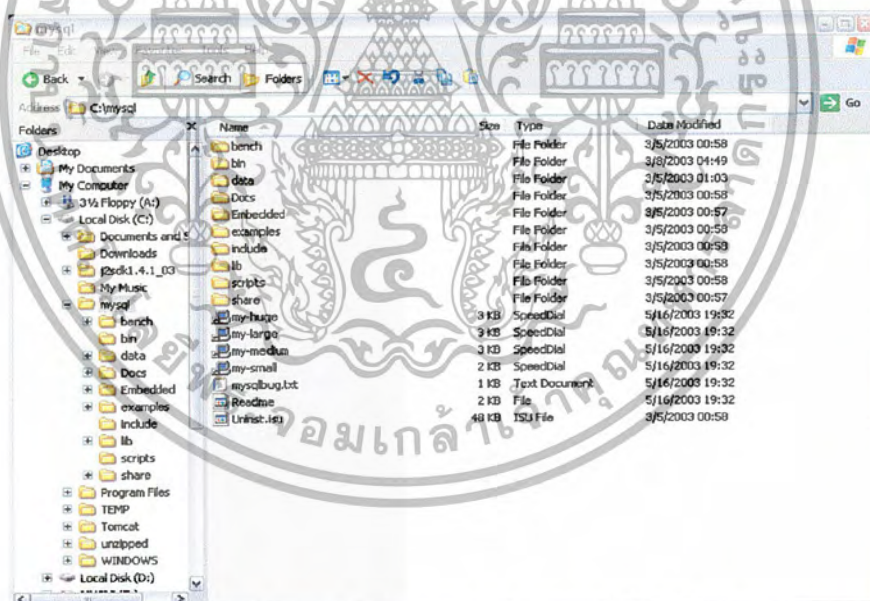 mysql
File Edit View Favorites Tools Help
Back Search Folders
Address C:\mysql Go
Folders
Desktop
My Documents
My Computer
3½ Floppy (A:)
Local Disk (C:)
Documents and S
Downloads
j2sdk1.4.1_03
My Music
mysql
bench
bin
data
Docs
Embedded
examples
include
lib
scripts
share
Program Files
TEMP
Tomcat
unzipped
WINDOWS
Local Disk (D:)
Name Size Type Date Modified
bench File Folder 3/5/2003 00:58
bin File Folder 3/8/2003 04:49
data File Folder 3/5/2003 01:03
Docs File Folder 3/5/2003 00:58
Embedded File Folder 3/5/2003 00:57
examples File Folder 3/5/2003 00:58
include File Folder 3/5/2003 00:58
lib File Folder 3/5/2003 00:58
scripts File Folder 3/5/2003 00:58
share File Folder 3/5/2003 00:57
my-huge 3 KB SpeedDial 5/16/2003 19:32
my-large 3 KB SpeedDial 5/16/2003 19:32
my-medium 3 KB SpeedDial 5/16/2003 19:32
my-small 2 KB SpeedDial 5/16/2003 19:32
mysqlbug.txt 1 KB Text Document 5/16/2003 19:32
Readme 2 KB File 5/16/2003 19:32
Uninst.isu 48 KB ISU File 3/5/2003 00:58